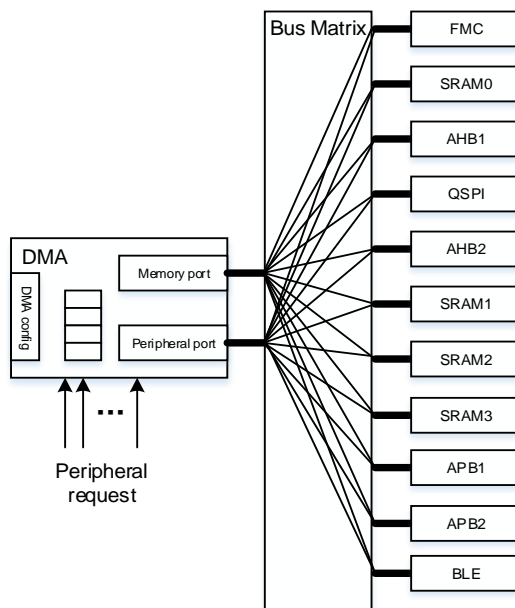 Bus Matrix
FMC
SRAM0
AHB1
QSPI
AHB2
SRAM1
SRAM2
SRAM3
APB1
APB2
BLE
DMA
DMA config
Memory port
Peripheral port
...
Peripheral
request